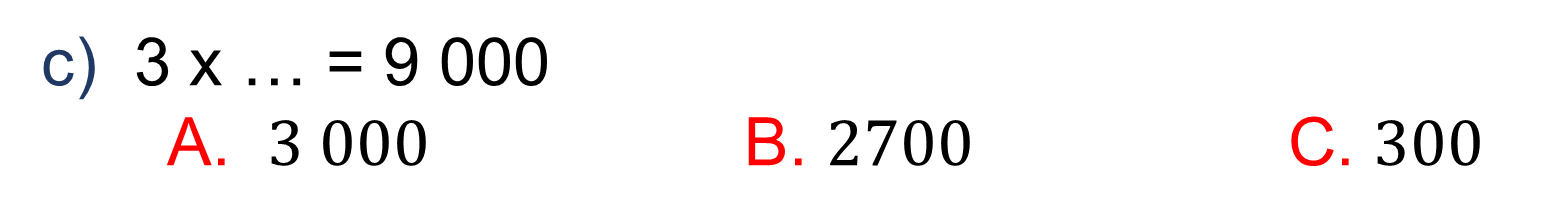 c) 3 x ... = 9 000
A. 3 000 B. 2700 C. 300